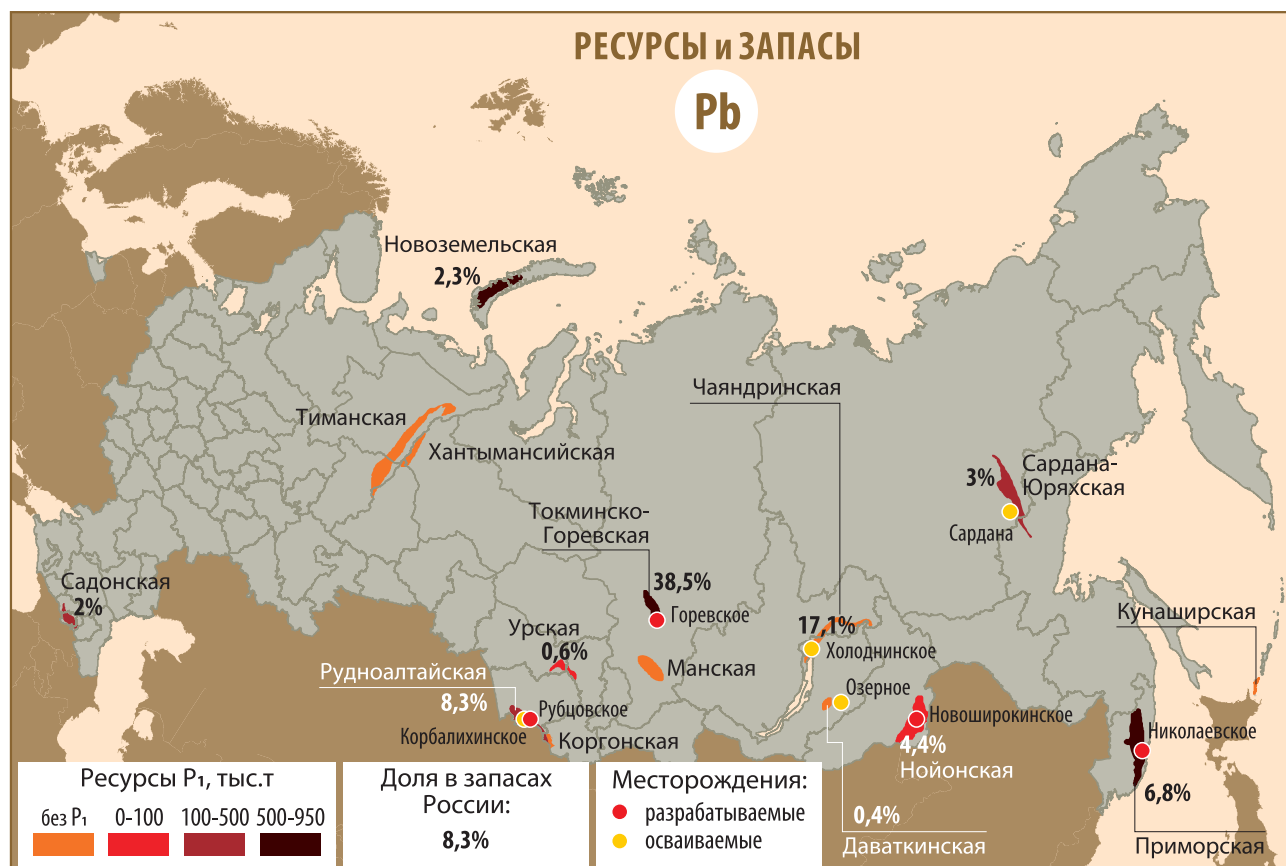 РЕСУРСЫ и ЗАПАСЫ
Pb
Новоземельская
2,3%
Чаяндринская
Тиманская
Хантымансийская
3%
Сардана-
Юряхская
Сардана
Токминско-
Горевская
38,5%
Горевское
Садонская
2%
Кунаширская
Урская
0,6%
17,1%
Холоднинское
Манская
Рудноалтайская
8,3%
Рубцовское
Корбалихинское
Коргонская
Озерное
Новоширокинское
4,4%
Нойонская
Николаевское
6,8%
Приморская
0,4%
Даваткинская
Ресурсы P₁, тыс.т
без P₁
0-100
100-500
500-950
Доля в запасах
России:
8,3%
Месторождения:
разрабатываемые
осваиваемые